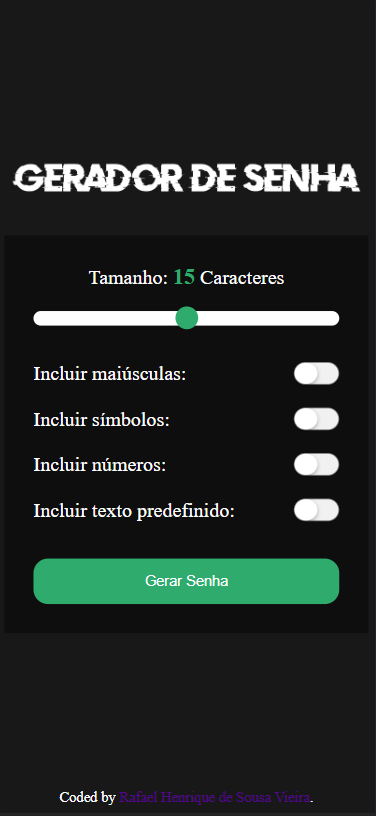 GERADOR DE SENHA
Tamanho: 15 Caracteres
Incluir maiúsculas:
Incluir símbolos:
Incluir números:
Incluir texto predefinido:
Gerar Senha
Coded by Rafael Henrique de Sousa Vieira.